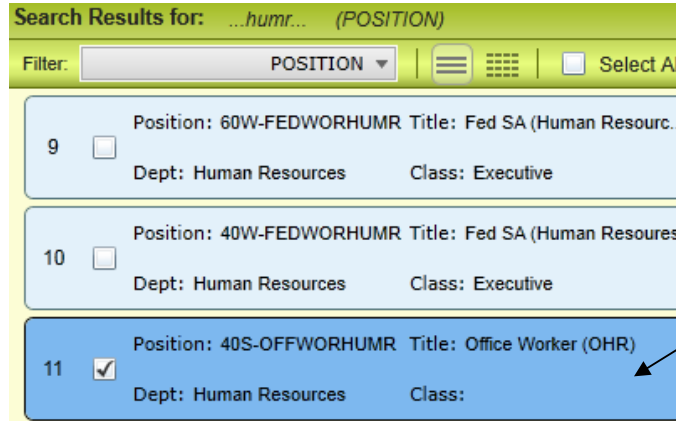 Search Results for: ...humr... (POSITION)
Filter: POSITION Select Al
Position: 60W-FEDWORHUMR Title: Fed SA (Human Resourc...
9
Dept: Human Resources Class: Executive
Position: 40W-FEDWORHUMR Title: Fed SA (Human Resoures
10
Dept: Human Resources Class: Executive
Position: 40S-OFFWORHUMR Title: Office Worker (OHR)
11
Dept: Human Resources Class: